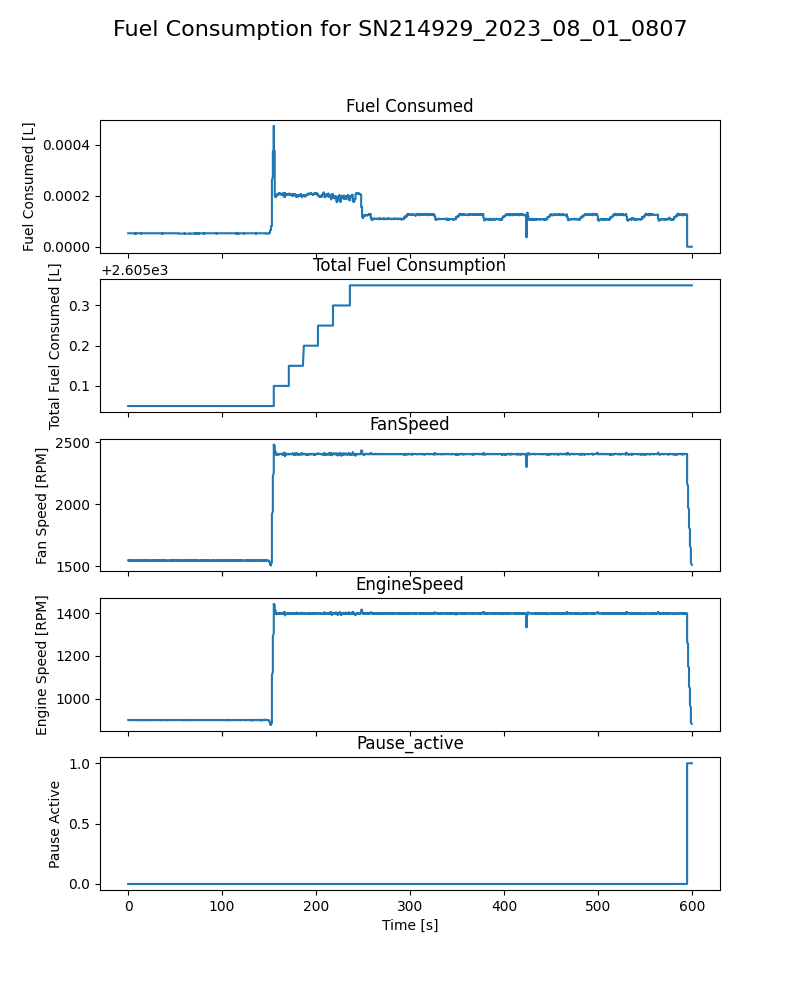 Fuel Consumption for SN214929_2023_08_01_0807
Fuel Consumed
Fuel Consumed [L]
0.0004
0.0002
0.0000
Total Fuel Consumption
+2.605e3
Total Fuel Consumed [L]
0.3
0.2
0.1
FanSpeed
Fan Speed [RPM]
2500
2000
1500
EngineSpeed
Engine Speed [RPM]
1400
1200
1000
Pause_active
Pause Active
1.0
0.5
0.0
0 100 200 300 400 500 600
Time [s]